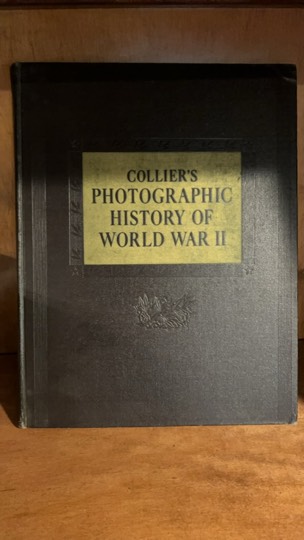 COLLIER'S
PHOTOGRAPHIC
HISTORY OF
WORLD WAR II